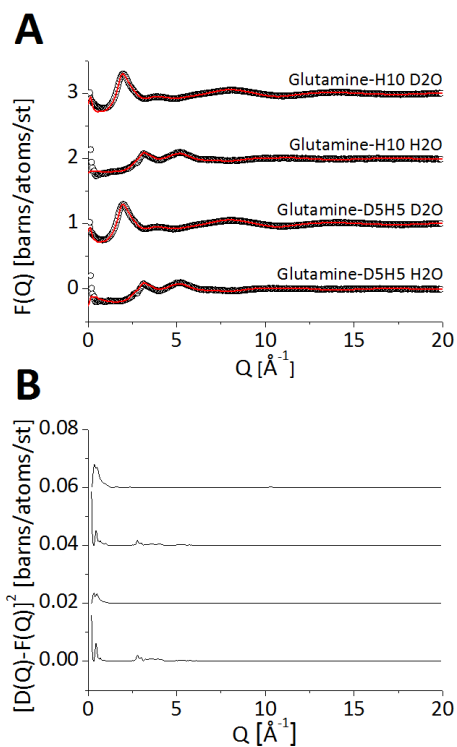 A
F(Q) [barns/atoms/st]
3
2
1
0
Glutamine-H10 D2O
Glutamine-H10 H2O
Glutamine-D5H5 D2O
Glutamine-D5H5 H2O
0 5 10 15 20
Q [Å⁻¹]
B
[D(Q)-F(Q)]² [barns/atoms/st]
0.08
0.06
0.04
0.02
0.00
0 5 10 15 20
Q [Å⁻¹]